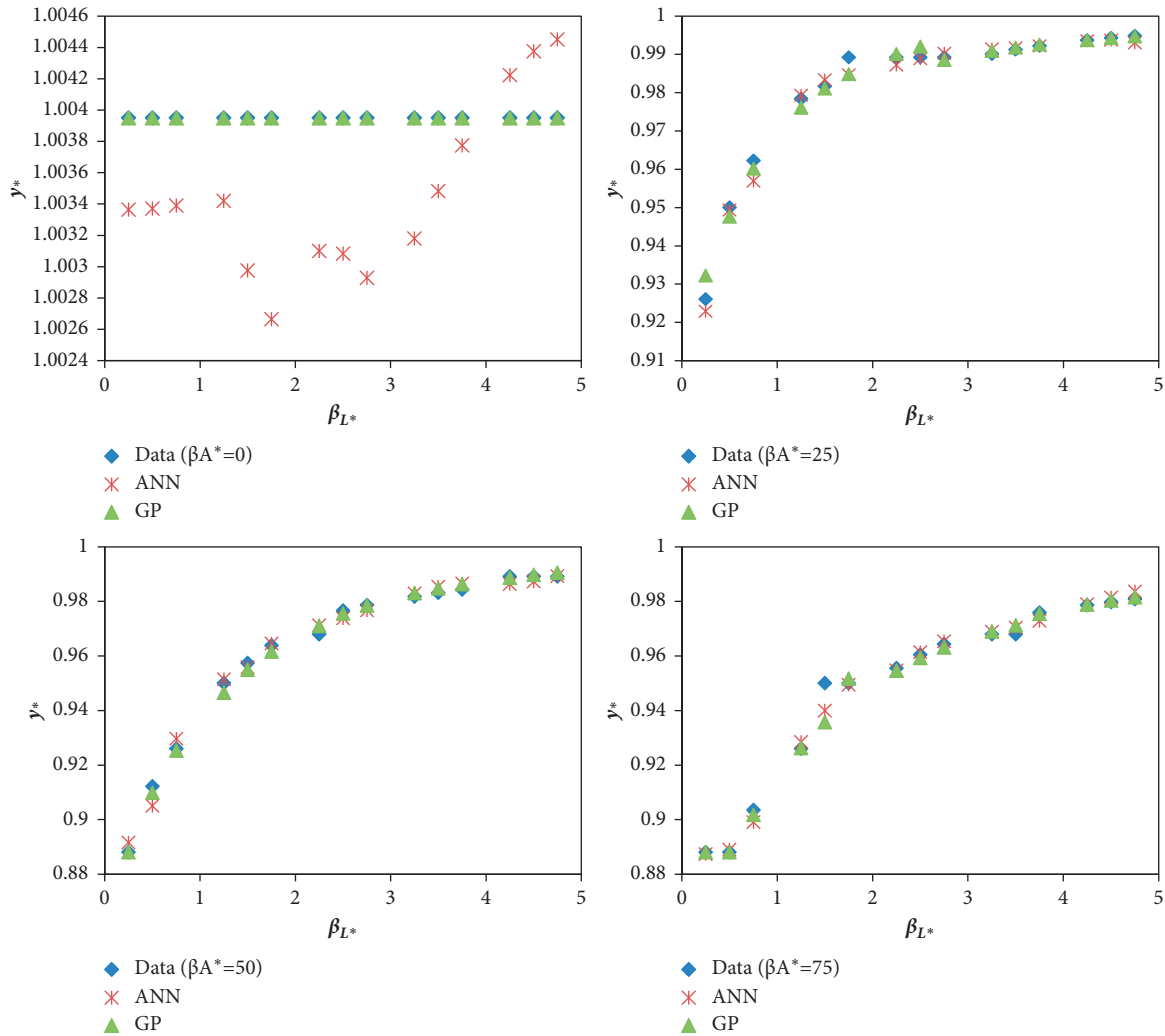 1.0046
1.0044
1.0042
1.004
1.0038
1.0036
1.0034
1.0032
1.003
1.0028
1.0026
1.0024
y*
0 1 2 3 4 5
βL*
Data (βA*=0)
ANN
GP
1
0.99
0.98
0.97
0.96
0.95
0.94
0.93
0.92
0.91
y*
0 1 2 3 4 5
βL*
Data (βA*=25)
ANN
GP
1
0.98
0.96
0.94
0.92
0.9
0.88
y*
0 1 2 3 4 5
βL*
Data (βA*=50)
ANN
GP
1
0.98
0.96
0.94
0.92
0.9
0.88
y*
0 1 2 3 4 5
βL*
Data (βA*=75)
ANN
GP